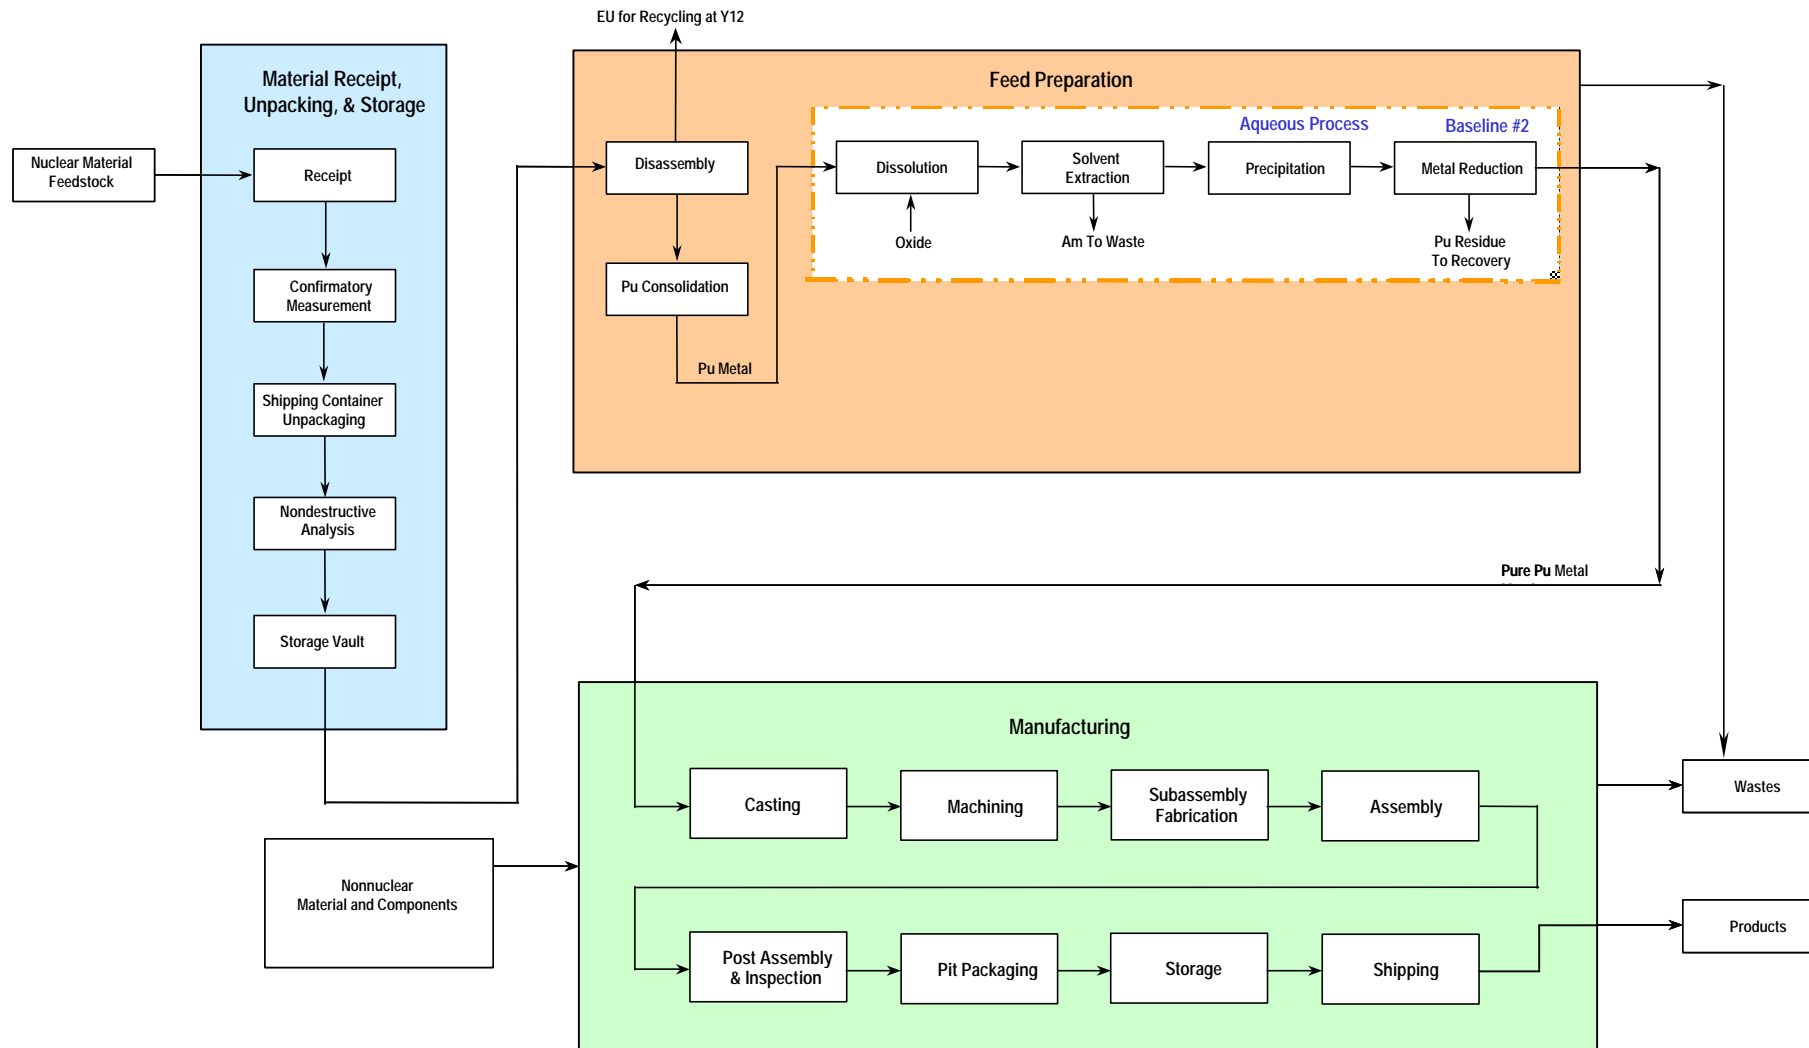 EU for Recycling at Y12
Material Receipt,
Unpacking, & Storage
Nuclear Material
Feedstock
Receipt
Confirmatory
Measurement
Shipping Container
Unpackaging
Nondestructive
Analysis
Storage Vault
Feed Preparation
Aqueous Process
Baseline #2
Disassembly
Dissolution
Solvent
Extraction
Precipitation
Metal Reduction
Oxide
Am To Waste
Pu Residue
To Recovery
Pu Consolidation
Pu Metal
Pure Pu Metal
Manufacturing
Casting
Machining
Subassembly
Fabrication
Assembly
Wastes
Nonnuclear
Material and Components
Post Assembly
& Inspection
Pit Packaging
Storage
Shipping
Products